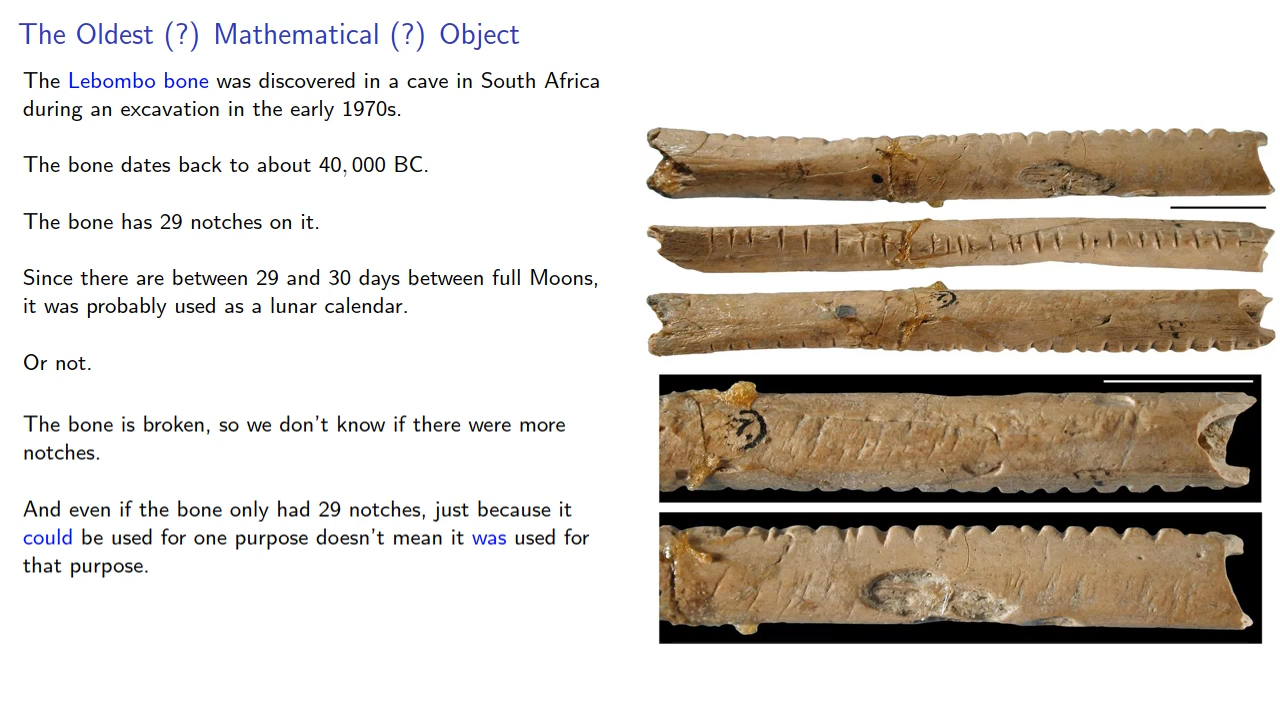 The Oldest (?) Mathematical (?) Object
The Lebombo bone was discovered in a cave in South Africa
during an excavation in the early 1970s.
The bone dates back to about 40,000 BC.
The bone has 29 notches on it.
Since there are between 29 and 30 days between full Moons,
it was probably used as a lunar calendar.
Or not.
The bone is broken, so we don't know if there were more
notches.
And even if the bone only had 29 notches, just because it
could be used for one purpose doesn't mean it was used for
that purpose.